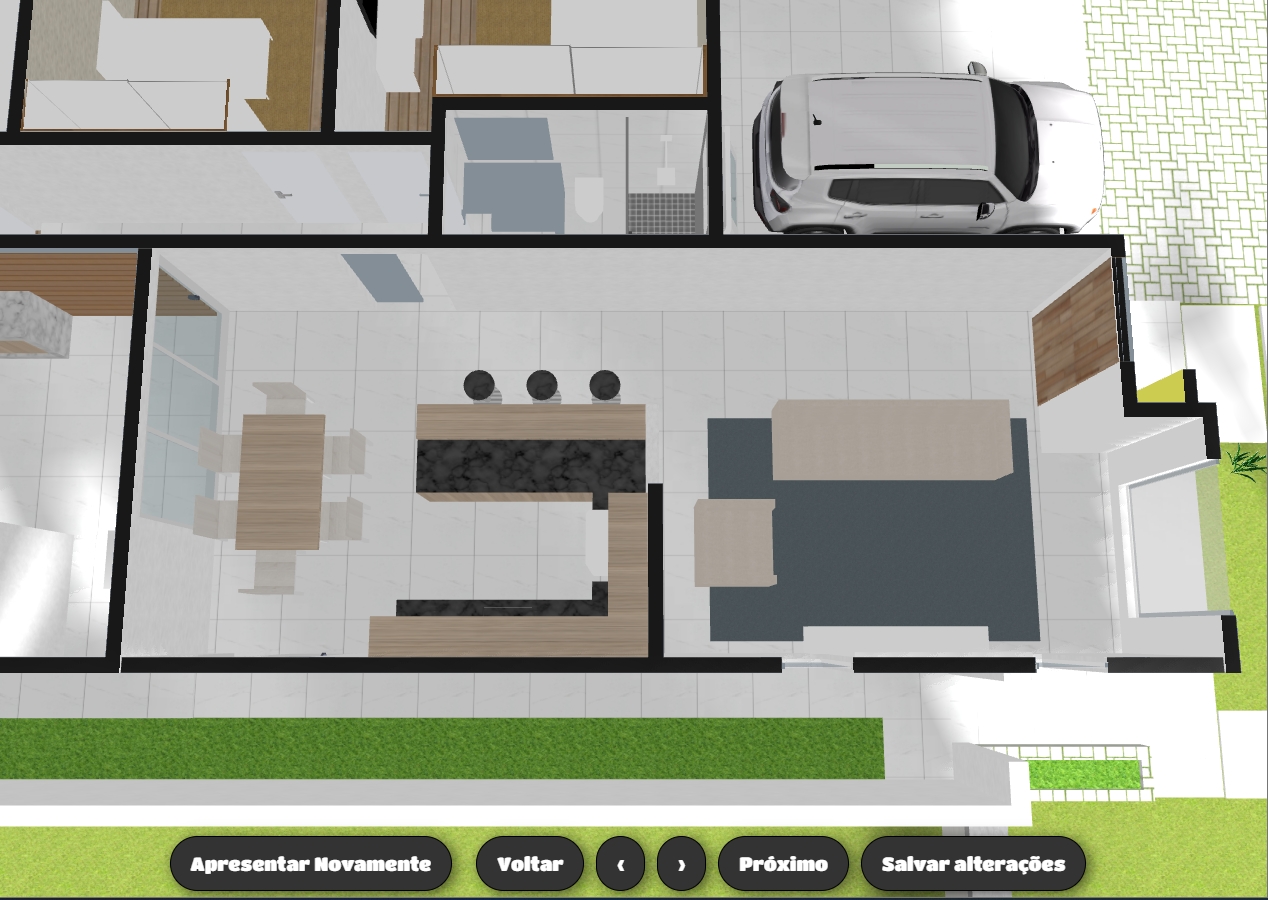 Apresentar Novamente
Voltar
‹
›
Próximo
Salvar alterações